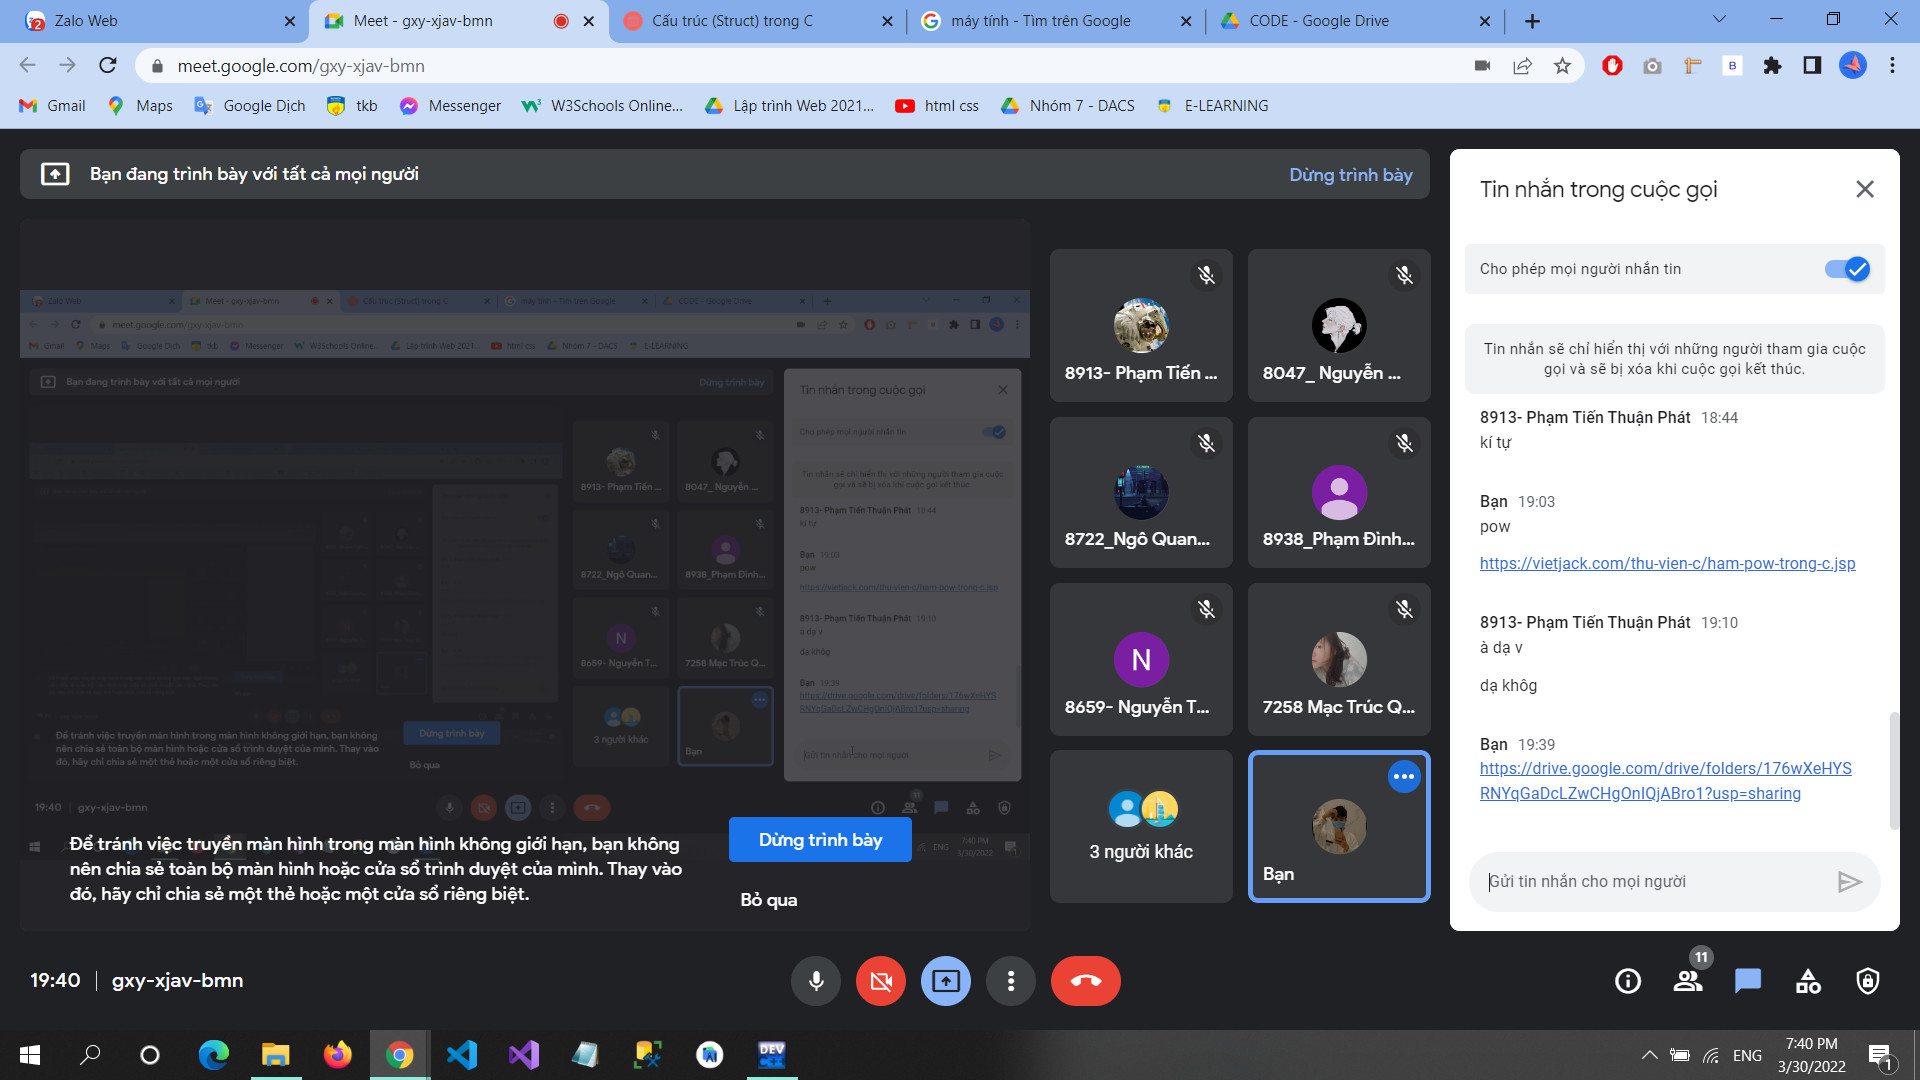 Zalo Web
Meet - gxy-xjav-bmn
Cấu trúc (Struct) trong C
máy tính - Tìm trên Google
CODE - Google Drive
meet.google.com/gxy-xjav-bmn
Gmail
Maps
Google Dịch
tkb
Messenger
W3Schools Online...
Lập trình Web 2021...
html css
Nhóm 7 - DACS
E-LEARNING
Bạn đang trình bày với tất cả mọi người
Dừng trình bày
Để tránh việc truyền màn hình trong màn hình không giới hạn, bạn không
nên chia sẻ toàn bộ màn hình hoặc cửa sổ trình duyệt của mình. Thay vào
đó, hãy chỉ chia sẻ một thẻ hoặc một cửa sổ riêng biệt.
Dừng trình bày
Bỏ qua
8913- Phạm Tiến ...
8047_ Nguyễn ...
8722_Ngô Quan...
8938_Phạm Đình...
N
8659- Nguyễn T...
7258 Mạc Trúc Q...
3 người khác
Bạn
Tin nhắn trong cuộc gọi
Cho phép mọi người nhắn tin
Tin nhắn sẽ chỉ hiển thị với những người tham gia cuộc
gọi và sẽ bị xóa khi cuộc gọi kết thúc.
8913- Phạm Tiến Thuận Phát 18:44
kí tự
Bạn 19:03
pow
https://vietjack.com/thu-vien-c/ham-pow-trong-c.jsp
8913- Phạm Tiến Thuận Phát 19:10
à dạ v
dạ khôg
Bạn 19:39
https://drive.google.com/drive/folders/176wXeHYS
RNYqGaDcLZwCHgOnlQjABro1?usp=sharing
Gửi tin nhắn cho mọi người
19:40 | gxy-xjav-bmn
11
DEV
C++
ENG
7:40 PM
3/30/2022
1